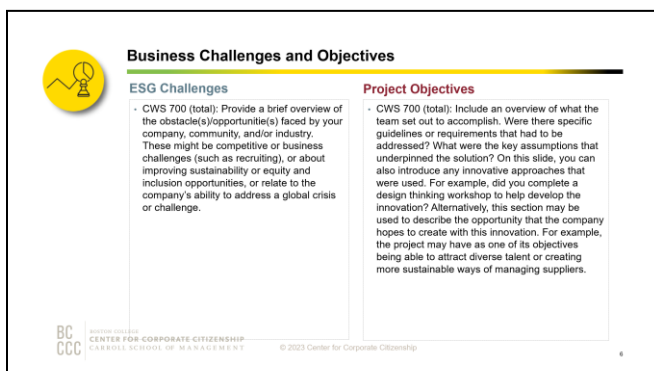 Business Challenges and Objectives
ESG Challenges
• CWS 700 (total): Provide a brief overview of
the obstacle(s)/opportunitie(s) faced by your
company, community, and/or industry.
These might be competitive or business
challenges (such as recruiting), or about
improving sustainability or equity and
inclusion opportunities, or relate to the
company's ability to address a global crisis
or challenge.
Project Objectives
• CWS 700 (total): Include an overview of what the
team set out to accomplish. Were there specific
guidelines or requirements that had to be
addressed? What were the key assumptions that
underpinned the solution? On this slide, you can
also introduce any innovative approaches that
were used. For example, did you complete a
design thinking workshop to help develop the
innovation? Alternatively, this section may be
used to describe the opportunity that the company
hopes to create with this innovation. For example,
the project may have as one of its objectives
being able to attract diverse talent or creating
more sustainable ways of managing suppliers.
BC
CCC
BOSTON COLLEGE
CENTER FOR CORPORATE CITIZENSHIP
CARROLL SCHOOL OF MANAGEMENT
© 2023 Center for Corporate Citizenship
6